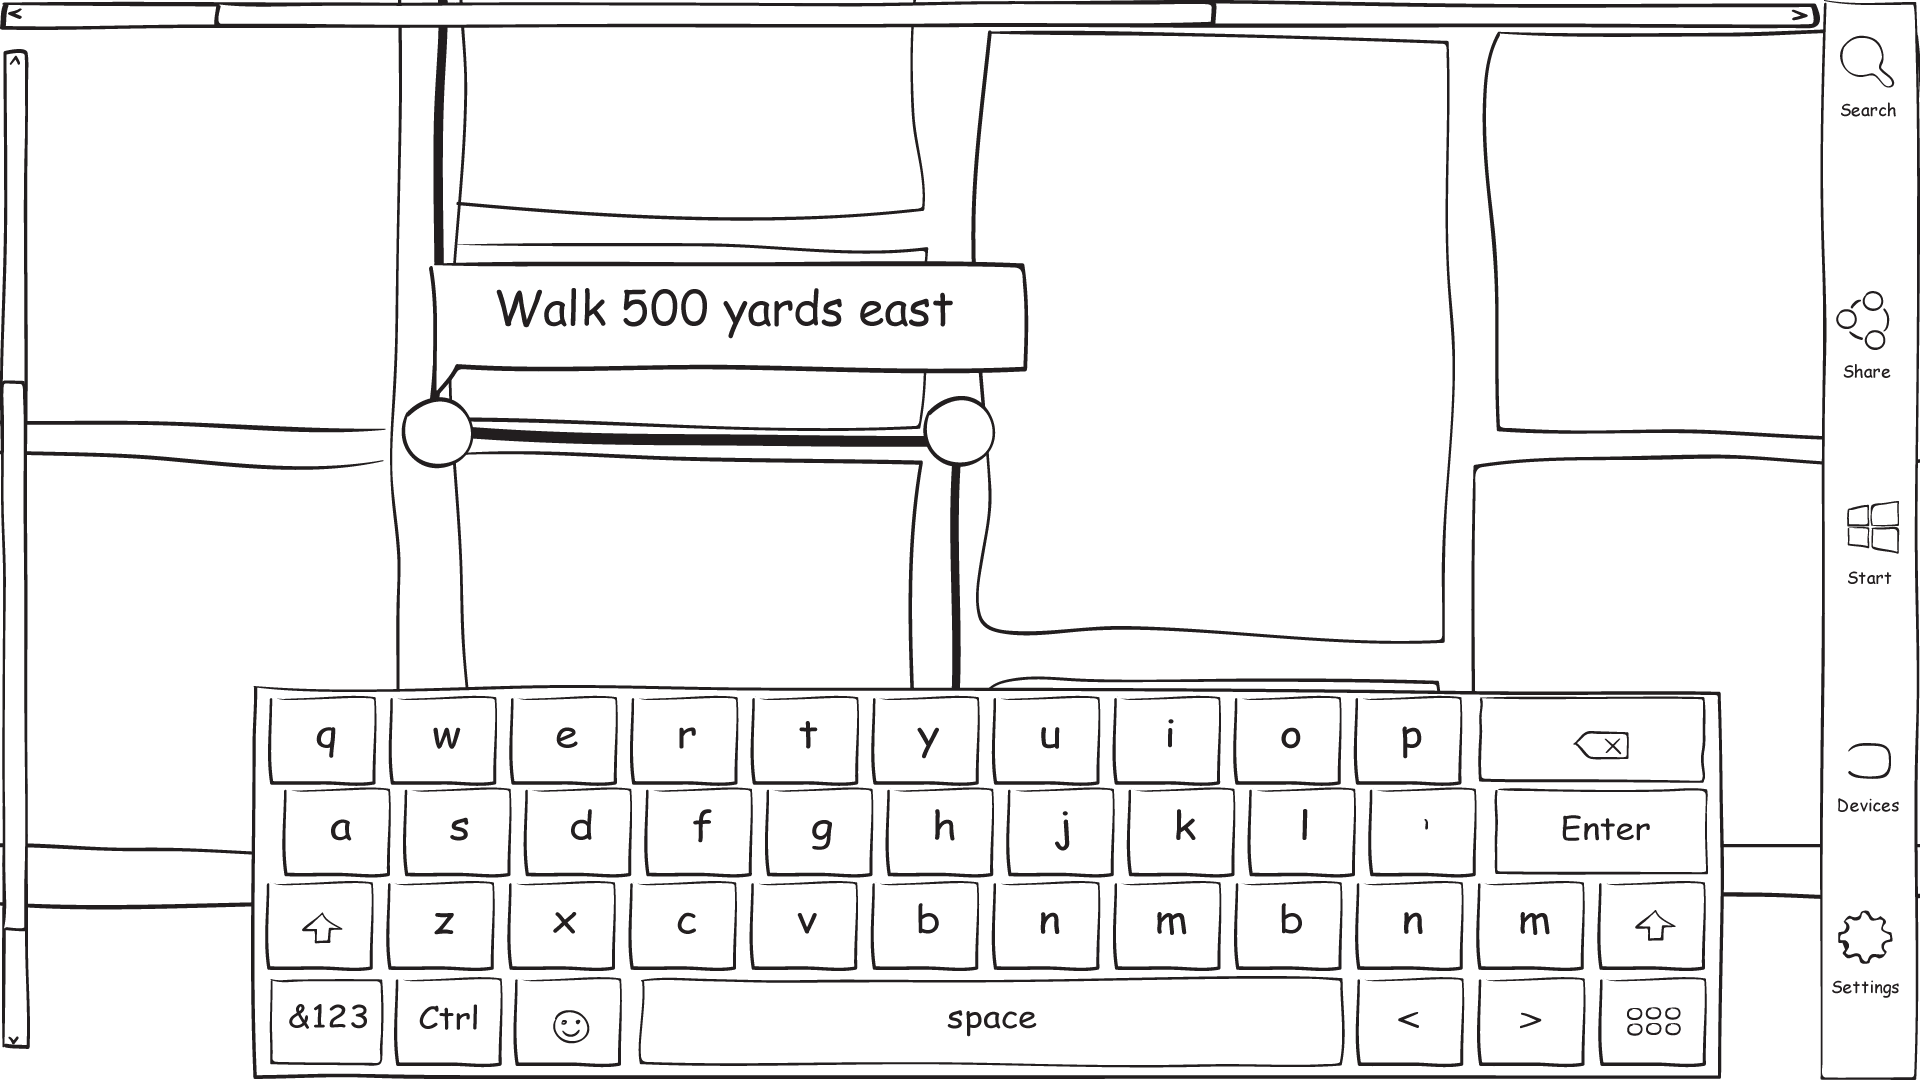 <
>
Search
Walk 500 yards east
Share
Start
q w e r t y u i o p
a s d f g h j k l '
Enter
Devices
z x c v b n m b n m
Settings
&123 Ctrl space < >